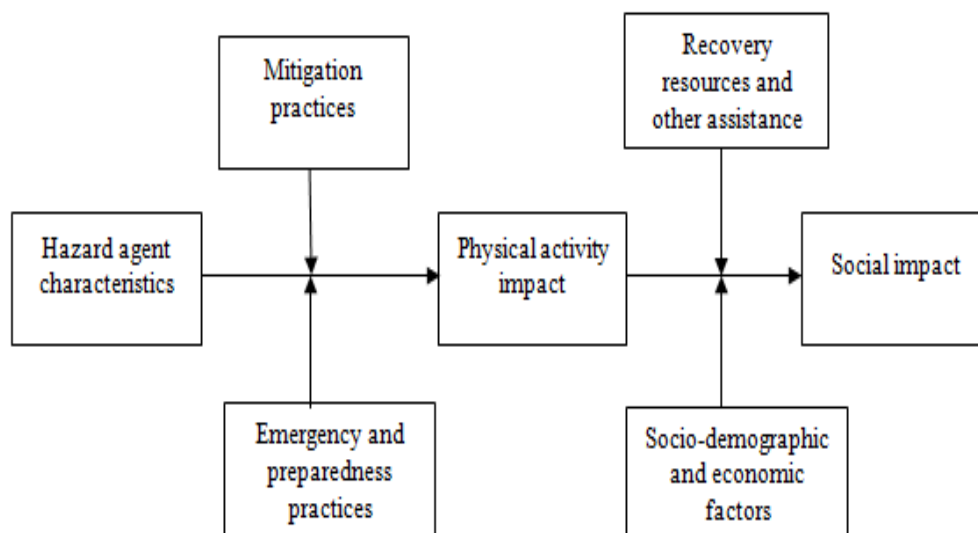 Mitigation
practices
Recovery
resources and
other assistance
Hazard agent
characteristics
Physical activity
impact
Social impact
Emergency and
preparedness
practices
Socio-demographic
and economic
factors